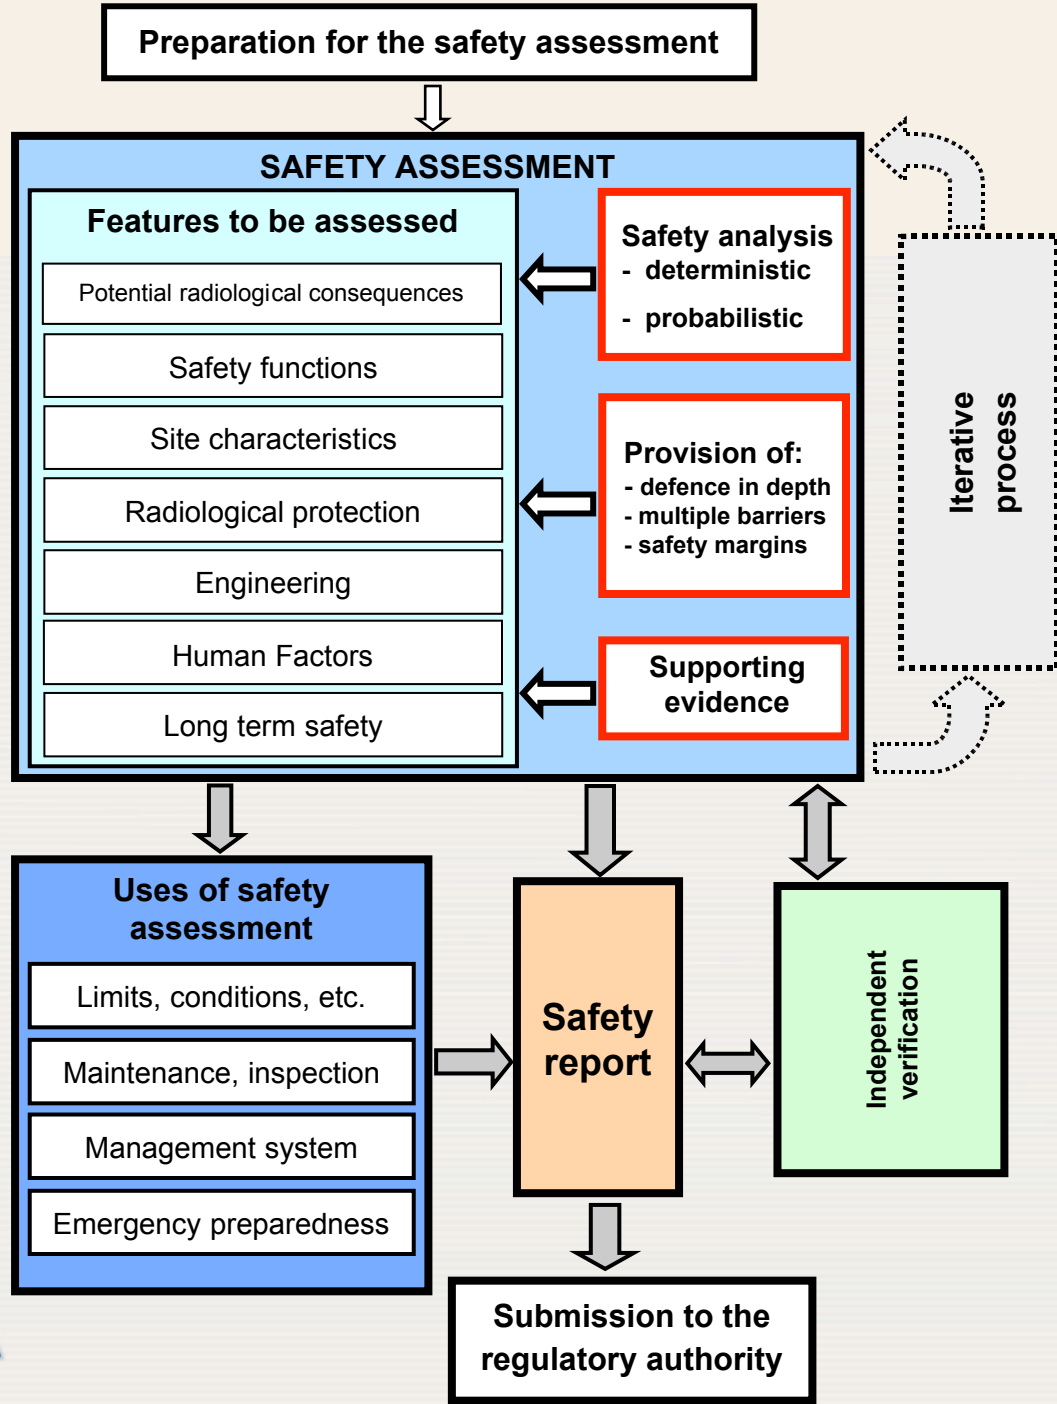 Preparation for the safety assessment
SAFETY ASSESSMENT
Features to be assessed
Potential radiological consequences
Safety functions
Site characteristics
Radiological protection
Engineering
Human Factors
Long term safety
Safety analysis
- deterministic
- probabilistic
Provision of:
- defence in depth
- multiple barriers
- safety margins
Supporting
evidence
Iterative
process
Uses of safety
assessment
Limits, conditions, etc.
Maintenance, inspection
Management system
Emergency preparedness
Safety
report
Independent
verification
Submission to the
regulatory authority